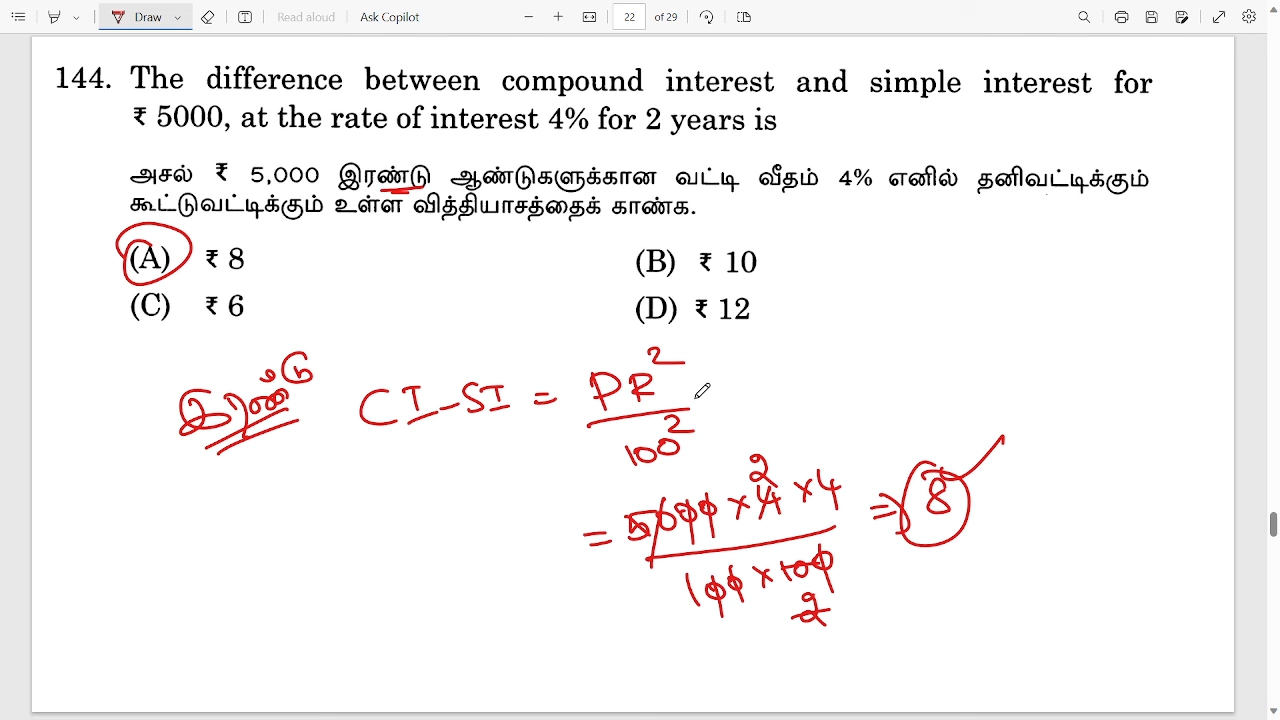 Draw
Read aloud
Ask Copilot
22 of 29
144. The difference between compound interest and simple interest for
₹ 5000, at the rate of interest 4% for 2 years is
அசல் ₹ 5,000 இரண்டு ஆண்டுகளுக்கான வட்டி வீதம் 4% எனில் தனிவட்டிக்கும்
கூட்டுவட்டிக்கும் உள்ள வித்தியாசத்தைக் காண்க.
(A) ₹ 8
(B) ₹ 10
(C) ₹ 6
(D) ₹ 12
இரண்டு CI - SI = PR²
100²
2
= 5000 × 4 × 4 ⇒ 8
100 × 100
2